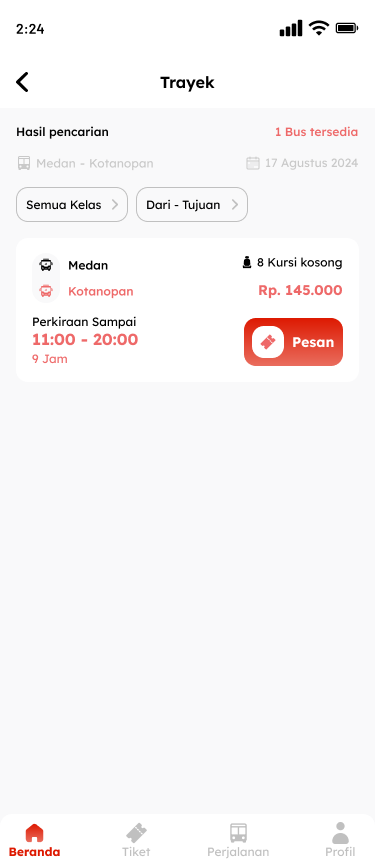 2:24
Trayek
Hasil pencarian
1 Bus tersedia
Medan - Kotanopan
17 Agustus 2024
Semua Kelas
Dari - Tujuan
Medan
8 Kursi kosong
Kotanopan
Rp. 145.000
Perkiraan Sampai
11:00 - 20:00
9 Jam
Pesan
Beranda
Tiket
Perjalanan
Profil